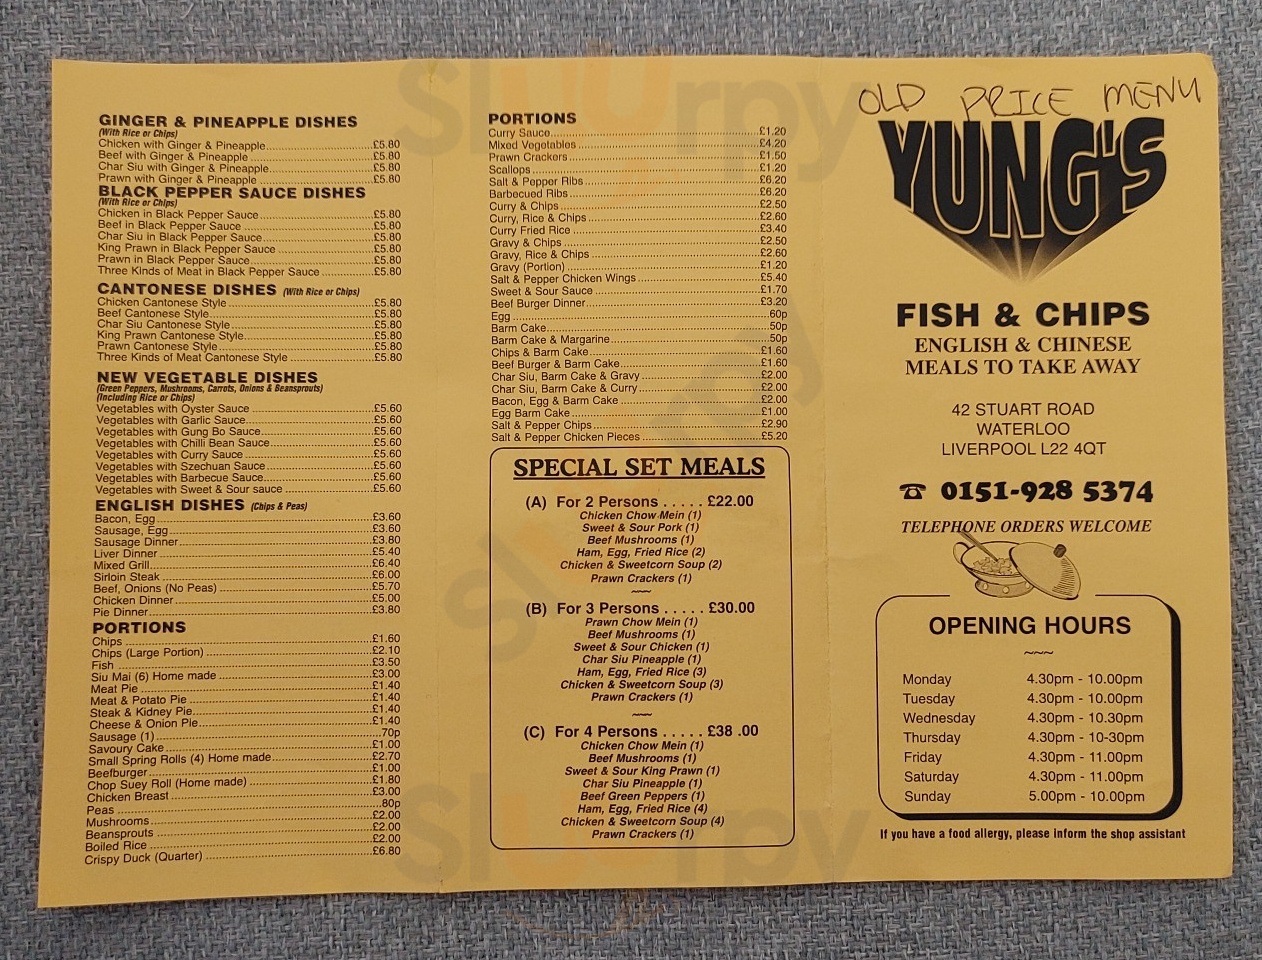 GINGER & PINEAPPLE DISHES
(With Rice or Chips)
Chicken with Ginger & Pineapple £5.80
Beef with Ginger & Pineapple £5.80
Char Siu with Ginger & Pineapple £5.80
Prawn with Ginger & Pineapple £5.80
BLACK PEPPER SAUCE DISHES
(With Rice or Chips)
Chicken in Black Pepper Sauce £5.80
Beef in Black Pepper Sauce £5.80
Char Siu in Black Pepper Sauce £5.80
King Prawn in Black Pepper Sauce £5.80
Prawn in Black Pepper Sauce £5.80
Three Kinds of Meat in Black Pepper Sauce £5.80
CANTONESE DISHES (With Rice or Chips)
Chicken Cantonese Style £5.80
Beef Cantonese Style £5.80
Char Siu Cantonese Style £5.80
King Prawn Cantonese Style £5.80
Prawn Cantonese Style £5.80
Three Kinds of Meat Cantonese Style £5.80
NEW VEGETABLE DISHES
(Green Peppers, Mushrooms, Carrots, Onions & Beansprouts)
(Including Rice or Chips)
Vegetables with Oyster Sauce £5.60
Vegetables with Garlic Sauce £5.60
Vegetables with Gung Bo Sauce £5.60
Vegetables with Chilli Bean Sauce £5.60
Vegetables with Curry Sauce £5.60
Vegetables with Szechuan Sauce £5.60
Vegetables with Barbecue Sauce £5.60
Vegetables with Sweet & Sour sauce £5.60
ENGLISH DISHES (Chips & Peas)
Bacon, Egg £3.60
Sausage, Egg £3.60
Sausage Dinner £3.80
Liver Dinner £5.40
Mixed Grill £6.40
Sirloin Steak £6.00
Beef, Onions (No Peas) £5.70
Chicken Dinner £5.00
Pie Dinner £3.80
PORTIONS
Chips £1.60
Chips (Large Portion) £2.10
Fish £3.50
Siu Mai (6) Home made £3.00
Meat Pie £1.40
Meat & Potato Pie £1.40
Steak & Kidney Pie £1.40
Cheese & Onion Pie £1.40
Sausage (1) 70p
Savoury Cake £1.00
Small Spring Rolls (4) Home made £2.70
Beefburger £1.00
Chop Suey Roll (Home made) £1.80
Chicken Breast £3.00
Peas 80p
Mushrooms £2.00
Beansprouts £2.00
Boiled Rice £2.00
Crispy Duck (Quarter) £6.80
PORTIONS
Curry Sauce £1.20
Mixed Vegetables £4.20
Prawn Crackers £1.50
Scallops £1.20
Salt & Pepper Ribs £6.20
Barbecued Ribs £6.20
Curry & Chips £2.50
Curry, Rice & Chips £2.60
Curry Fried Rice £3.40
Gravy & Chips £2.50
Gravy, Rice & Chips £2.60
Gravy (Portion) £1.20
Salt & Pepper Chicken Wings £5.40
Sweet & Sour Sauce £1.70
Beef Burger Dinner £3.20
Egg 60p
Barm Cake 50p
Barm Cake & Margarine 50p
Chips & Barm Cake £1.60
Beef Burger & Barm Cake £1.60
Char Siu, Barm Cake & Gravy £2.00
Char Siu, Barm Cake & Curry £2.00
Bacon, Egg & Barm Cake £2.00
Egg Barm Cake £1.00
Salt & Pepper Chips £2.90
Salt & Pepper Chicken Pieces £5.20
SPECIAL SET MEALS
(A) For 2 Persons ..... £22.00
Chicken Chow Mein (1)
Sweet & Sour Pork (1)
Beef Mushrooms (1)
Ham, Egg, Fried Rice (2)
Chicken & Sweetcorn Soup (2)
Prawn Crackers (1)
(B) For 3 Persons ..... £30.00
Prawn Chow Mein (1)
Beef Mushrooms (1)
Sweet & Sour Chicken (1)
Char Siu Pineapple (1)
Ham, Egg, Fried Rice (3)
Chicken & Sweetcorn Soup (3)
Prawn Crackers (1)
(C) For 4 Persons ..... £38 .00
Chicken Chow Mein (1)
Beef Mushrooms (1)
Sweet & Sour King Prawn (1)
Char Siu Pineapple (1)
Beef Green Peppers (1)
Ham, Egg, Fried Rice (4)
Chicken & Sweetcorn Soup (4)
Prawn Crackers (1)
OLD PRICE MENU
YUNG'S
FISH & CHIPS
ENGLISH & CHINESE
MEALS TO TAKE AWAY
42 STUART ROAD
WATERLOO
LIVERPOOL L22 4QT
☎ 0151-928 5374
TELEPHONE ORDERS WELCOME
OPENING HOURS
Monday 4.30pm - 10.00pm
Tuesday 4.30pm - 10.00pm
Wednesday 4.30pm - 10.30pm
Thursday 4.30pm - 10-30pm
Friday 4.30pm - 11.00pm
Saturday 4.30pm - 11.00pm
Sunday 5.00pm - 10.00pm
If you have a food allergy, please inform the shop assistant
Slurpy
Slurpy
Slurpy